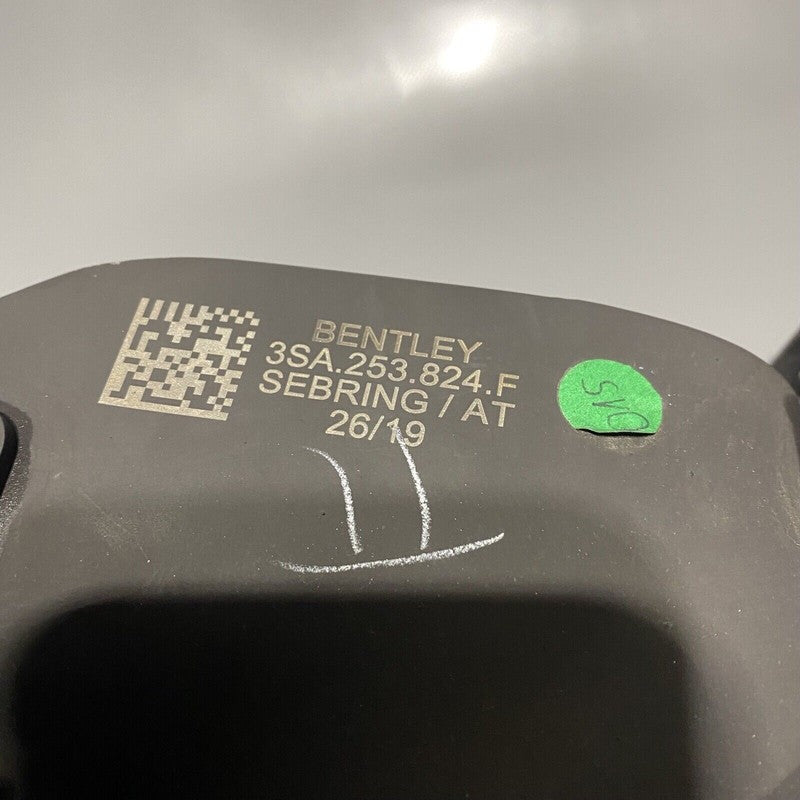 BENTLEY
3SA.253.824.F
SEBRING / AT
26/19